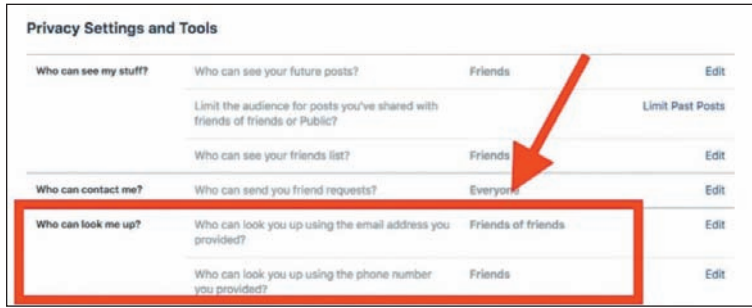 Privacy Settings and Tools
Who can see my stuff? Who can see your future posts? Friends Edit
Limit the audience for posts you've shared with Limit Past Posts
friends of friends or Public?
Who can see your friends list? Friends Edit
Who can contact me? Who can send you friend requests? Everyone Edit
Who can look me up? Who can look you up using the email address you Friends of friends Edit
provided?
Who can look you up using the phone number Friends Edit
you provided?